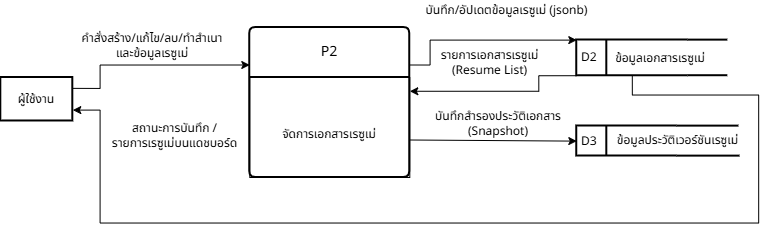 บันทึก/อัปเดตข้อมูลเรซูเม่ (jsonb)
คำสั่งสร้าง/แก้ไข/ลบ/ทำสำเนา
และข้อมูลเรซูเม่
P2
รายการเอกสารเรซูเม่
(Resume List)
D2
ข้อมูลเอกสารเรซูเม่
ผู้ใช้งาน
สถานะการบันทึก /
รายการเรซูเม่บนแดชบอร์ด
จัดการเอกสารเรซูเม่
บันทึกสำรองประวัติเอกสาร
(Snapshot)
D3
ข้อมูลประวัติเวอร์ชันเรซูเม่